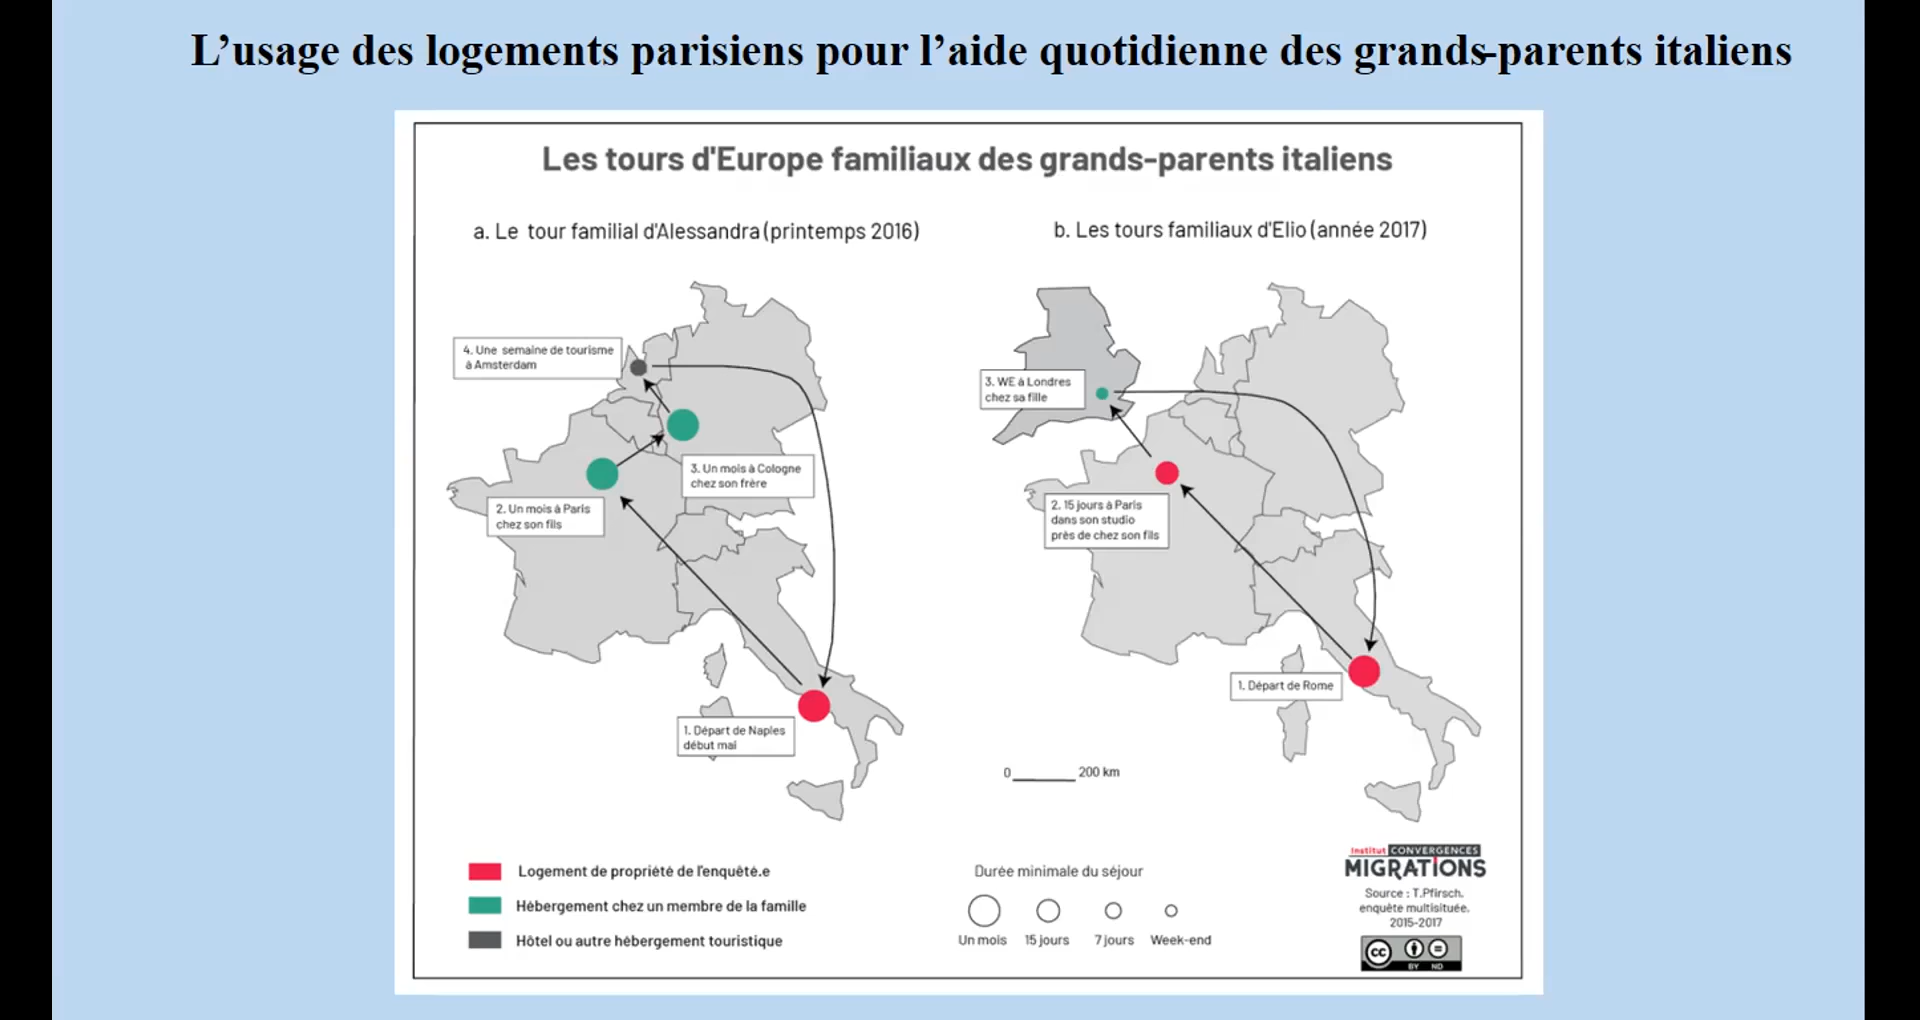 L’usage des logements parisiens pour l’aide quotidienne des grands-parents italiens
Les tours d'Europe familiaux des grands-parents italiens
a. Le tour familial d'Alessandra (printemps 2016)
4. Une semaine de tourisme
à Amsterdam
3. Un mois à Cologne
chez son frère
2. Un mois à Paris
chez son fils
1. Départ de Naples
début mai
b. Les tours familiaux d'Elio (année 2017)
3. WE à Londres
chez sa fille
2. 15 jours à Paris
dans son studio
près de chez son fils
1. Départ de Rome
0 200 km
Logement de propriété de l'enquêté.e
Hébergement chez un membre de la famille
Hôtel ou autre hébergement touristique
Durée minimale du séjour
Un mois 15 jours 7 jours Week-end
Institut CONVERGENCES
MIGRATIONS
Source : T.Pfirsch.
enquête multisituée.
2015-2017
cc BY ND